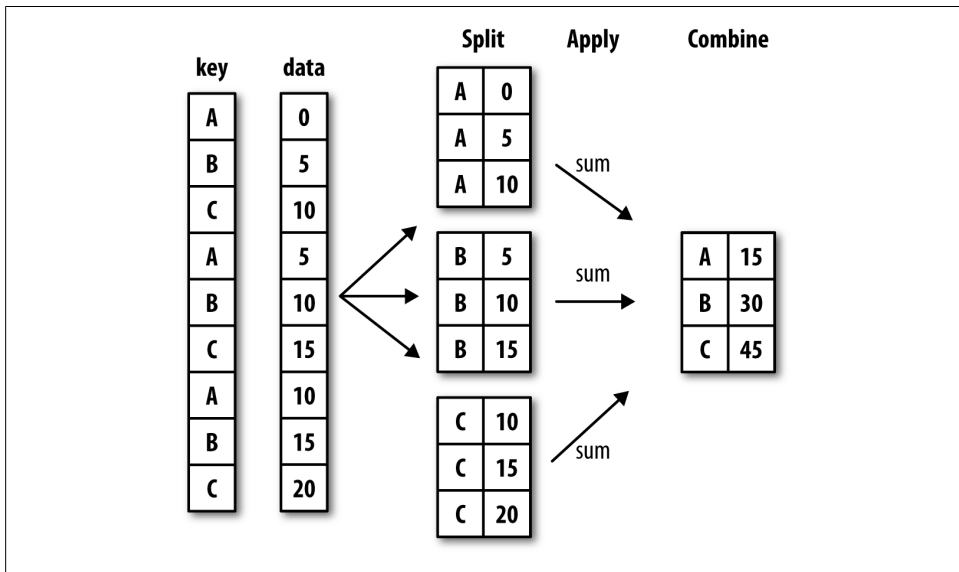 Split Apply Combine
key data
A 0
B 5
C 10
A 5
B 10
C 15
A 10
B 15
C 20
A 0
A 5
A 10
B 5
B 10
B 15
C 10
C 15
C 20
sum
sum
sum
A 15
B 30
C 45